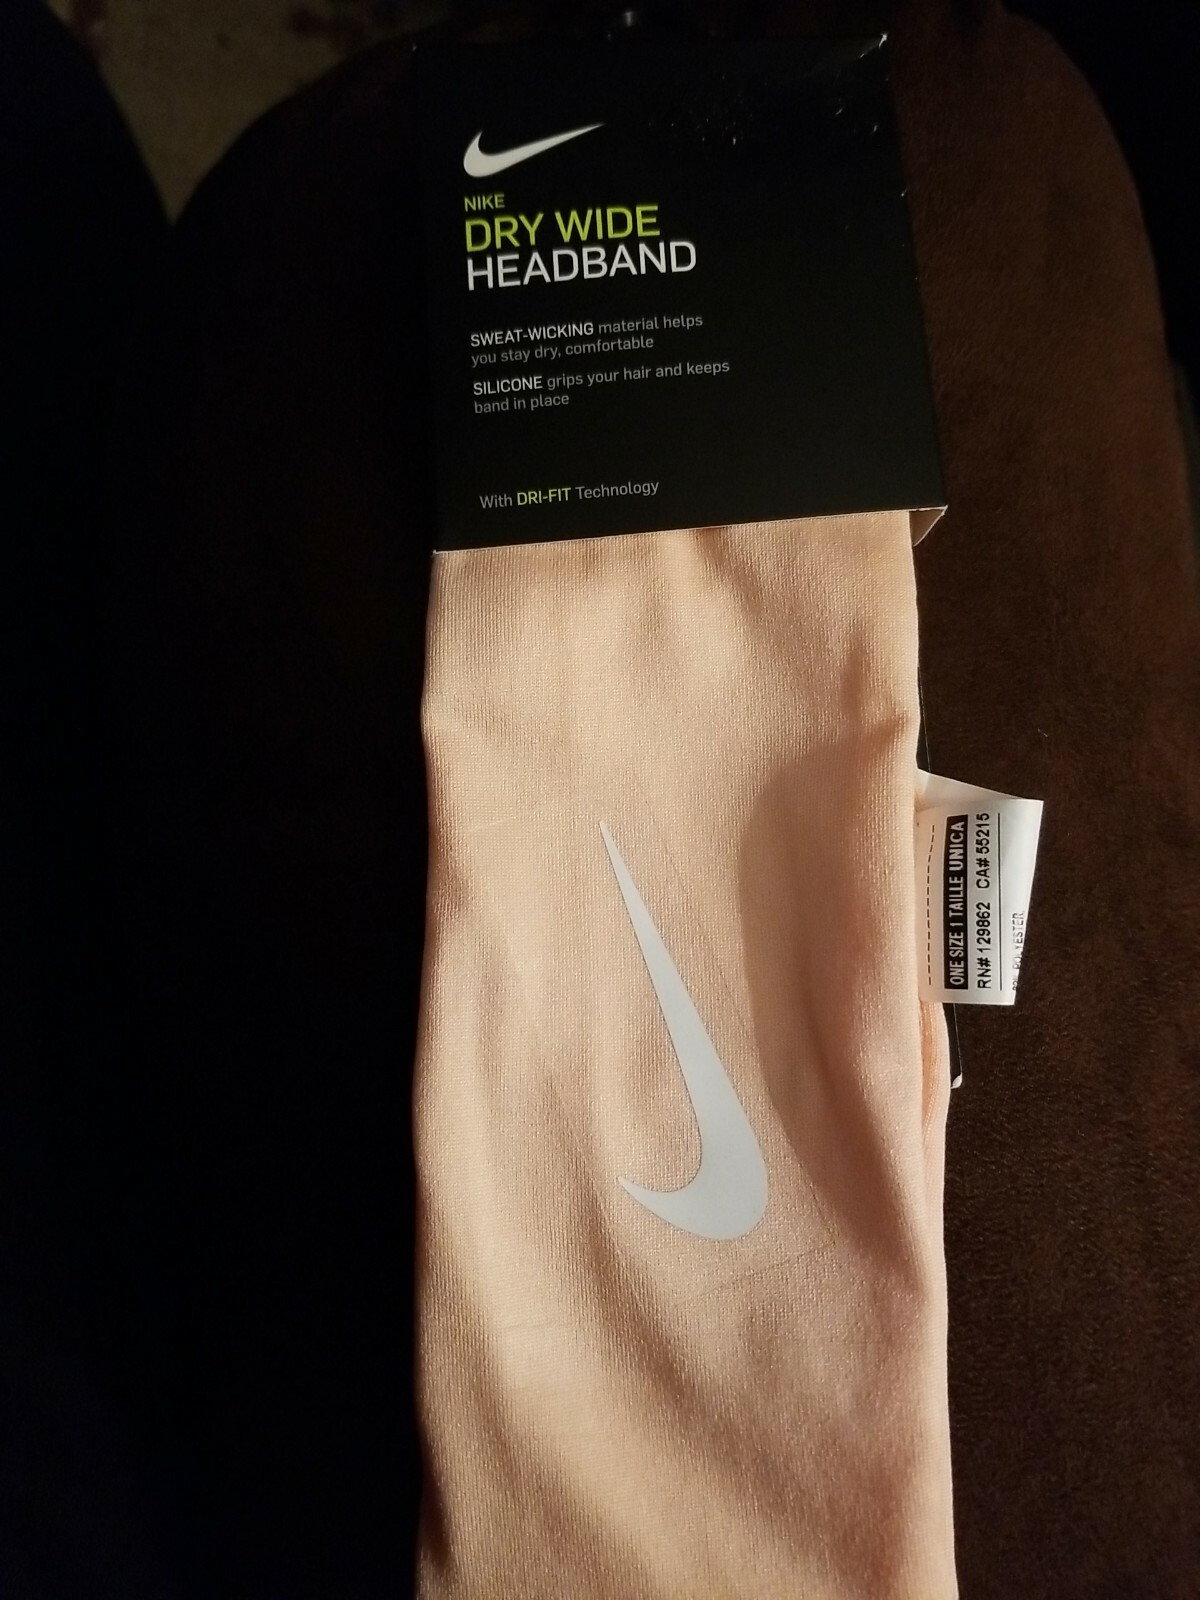 NIKE
DRY WIDE
HEADBAND
SWEAT-WICKING material helps
you stay dry, comfortable
SILICONE grips your hair and keeps
band in place
With DRI-FIT Technology
ONE SIZE 1 TAILLE UNICA
RN# 129862 CA# 55215
POLYESTER